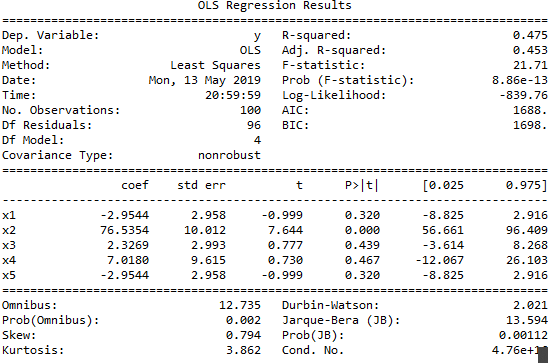 OLS Regression Results
==============================================================================
Dep. Variable: y R-squared: 0.475
Model: OLS Adj. R-squared: 0.453
Method: Least Squares F-statistic: 21.71
Date: Mon, 13 May 2019 Prob (F-statistic): 8.86e-13
Time: 20:59:59 Log-Likelihood: -839.76
No. Observations: 100 AIC: 1688.
Df Residuals: 96 BIC: 1698.
Df Model: 4
Covariance Type: nonrobust
==============================================================================
coef std err t P>|t| [0.025 0.975]
------------------------------------------------------------------------------
x1 -2.9544 2.958 -0.999 0.320 -8.825 2.916
x2 76.5354 10.012 7.644 0.000 56.661 96.409
x3 2.3269 2.993 0.777 0.439 -3.614 8.268
x4 7.0180 9.615 0.730 0.467 -12.067 26.103
x5 -2.9544 2.958 -0.999 0.320 -8.825 2.916
==============================================================================
Omnibus: 12.735 Durbin-Watson: 2.021
Prob(Omnibus): 0.002 Jarque-Bera (JB): 13.594
Skew: 0.794 Prob(JB): 0.00112
Kurtosis: 3.862 Cond. No.